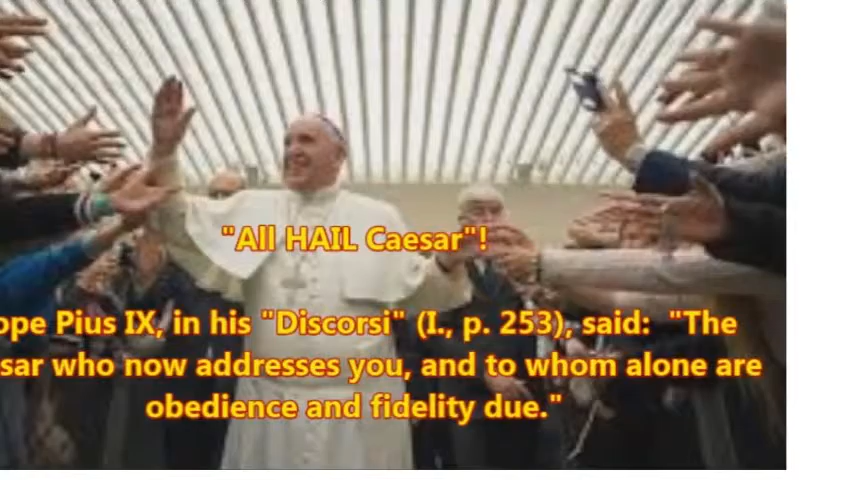 "All HAIL Caesar"!
ope Pius IX, in his "Discorsi" (I., p. 253), said: "The
sar who now addresses you, and to whom alone are
obedience and fidelity due."